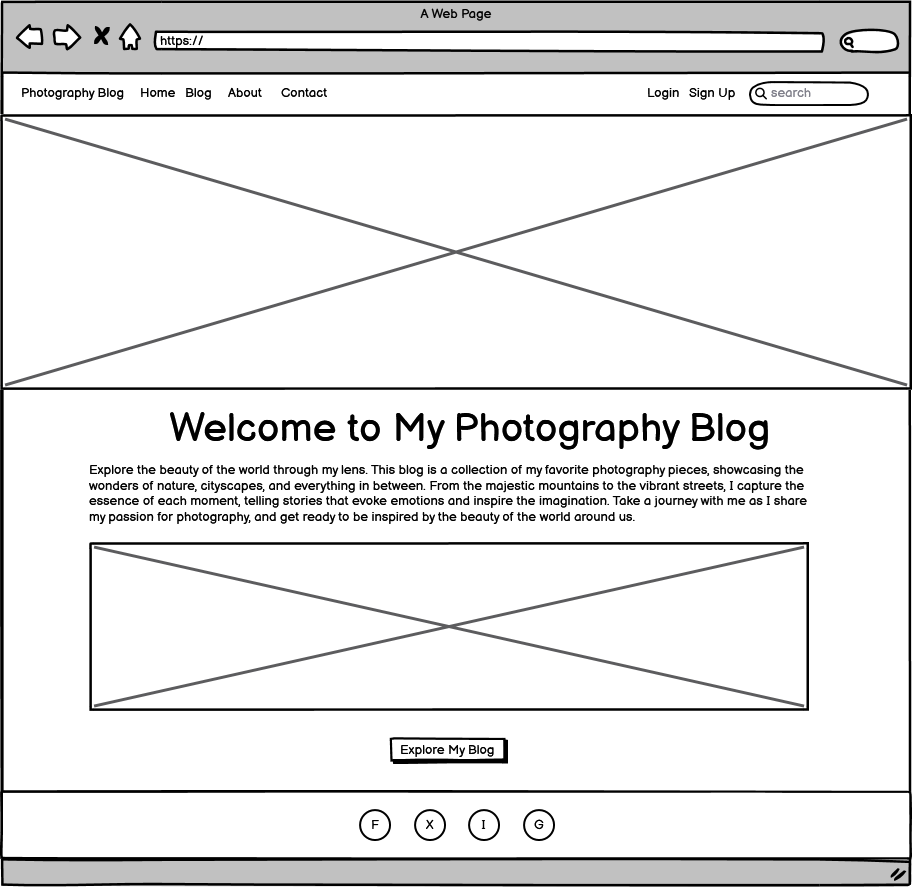 A Web Page
https://
Photography Blog Home Blog About Contact Login Sign Up search
Welcome to My Photography Blog
Explore the beauty of the world through my lens. This blog is a collection of my favorite photography pieces, showcasing the
wonders of nature, cityscapes, and everything in between. From the majestic mountains to the vibrant streets, I capture the
essence of each moment, telling stories that evoke emotions and inspire the imagination. Take a journey with me as I share
my passion for photography, and get ready to be inspired by the beauty of the world around us.
Explore My Blog
F X I G